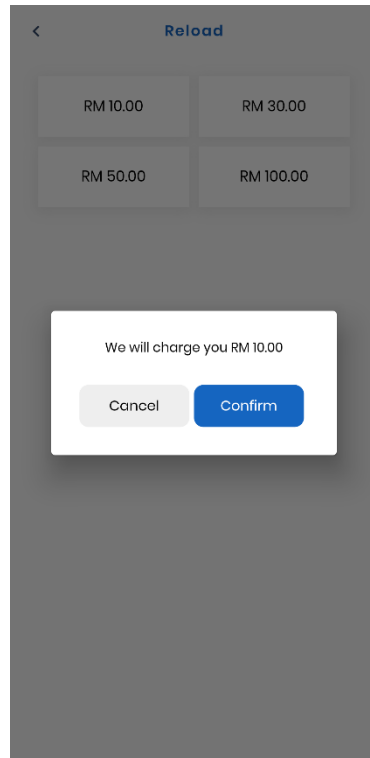 Reload
RM 10.00
RM 30.00
RM 50.00
RM 100.00
We will charge you RM 10.00
Cancel
Confirm